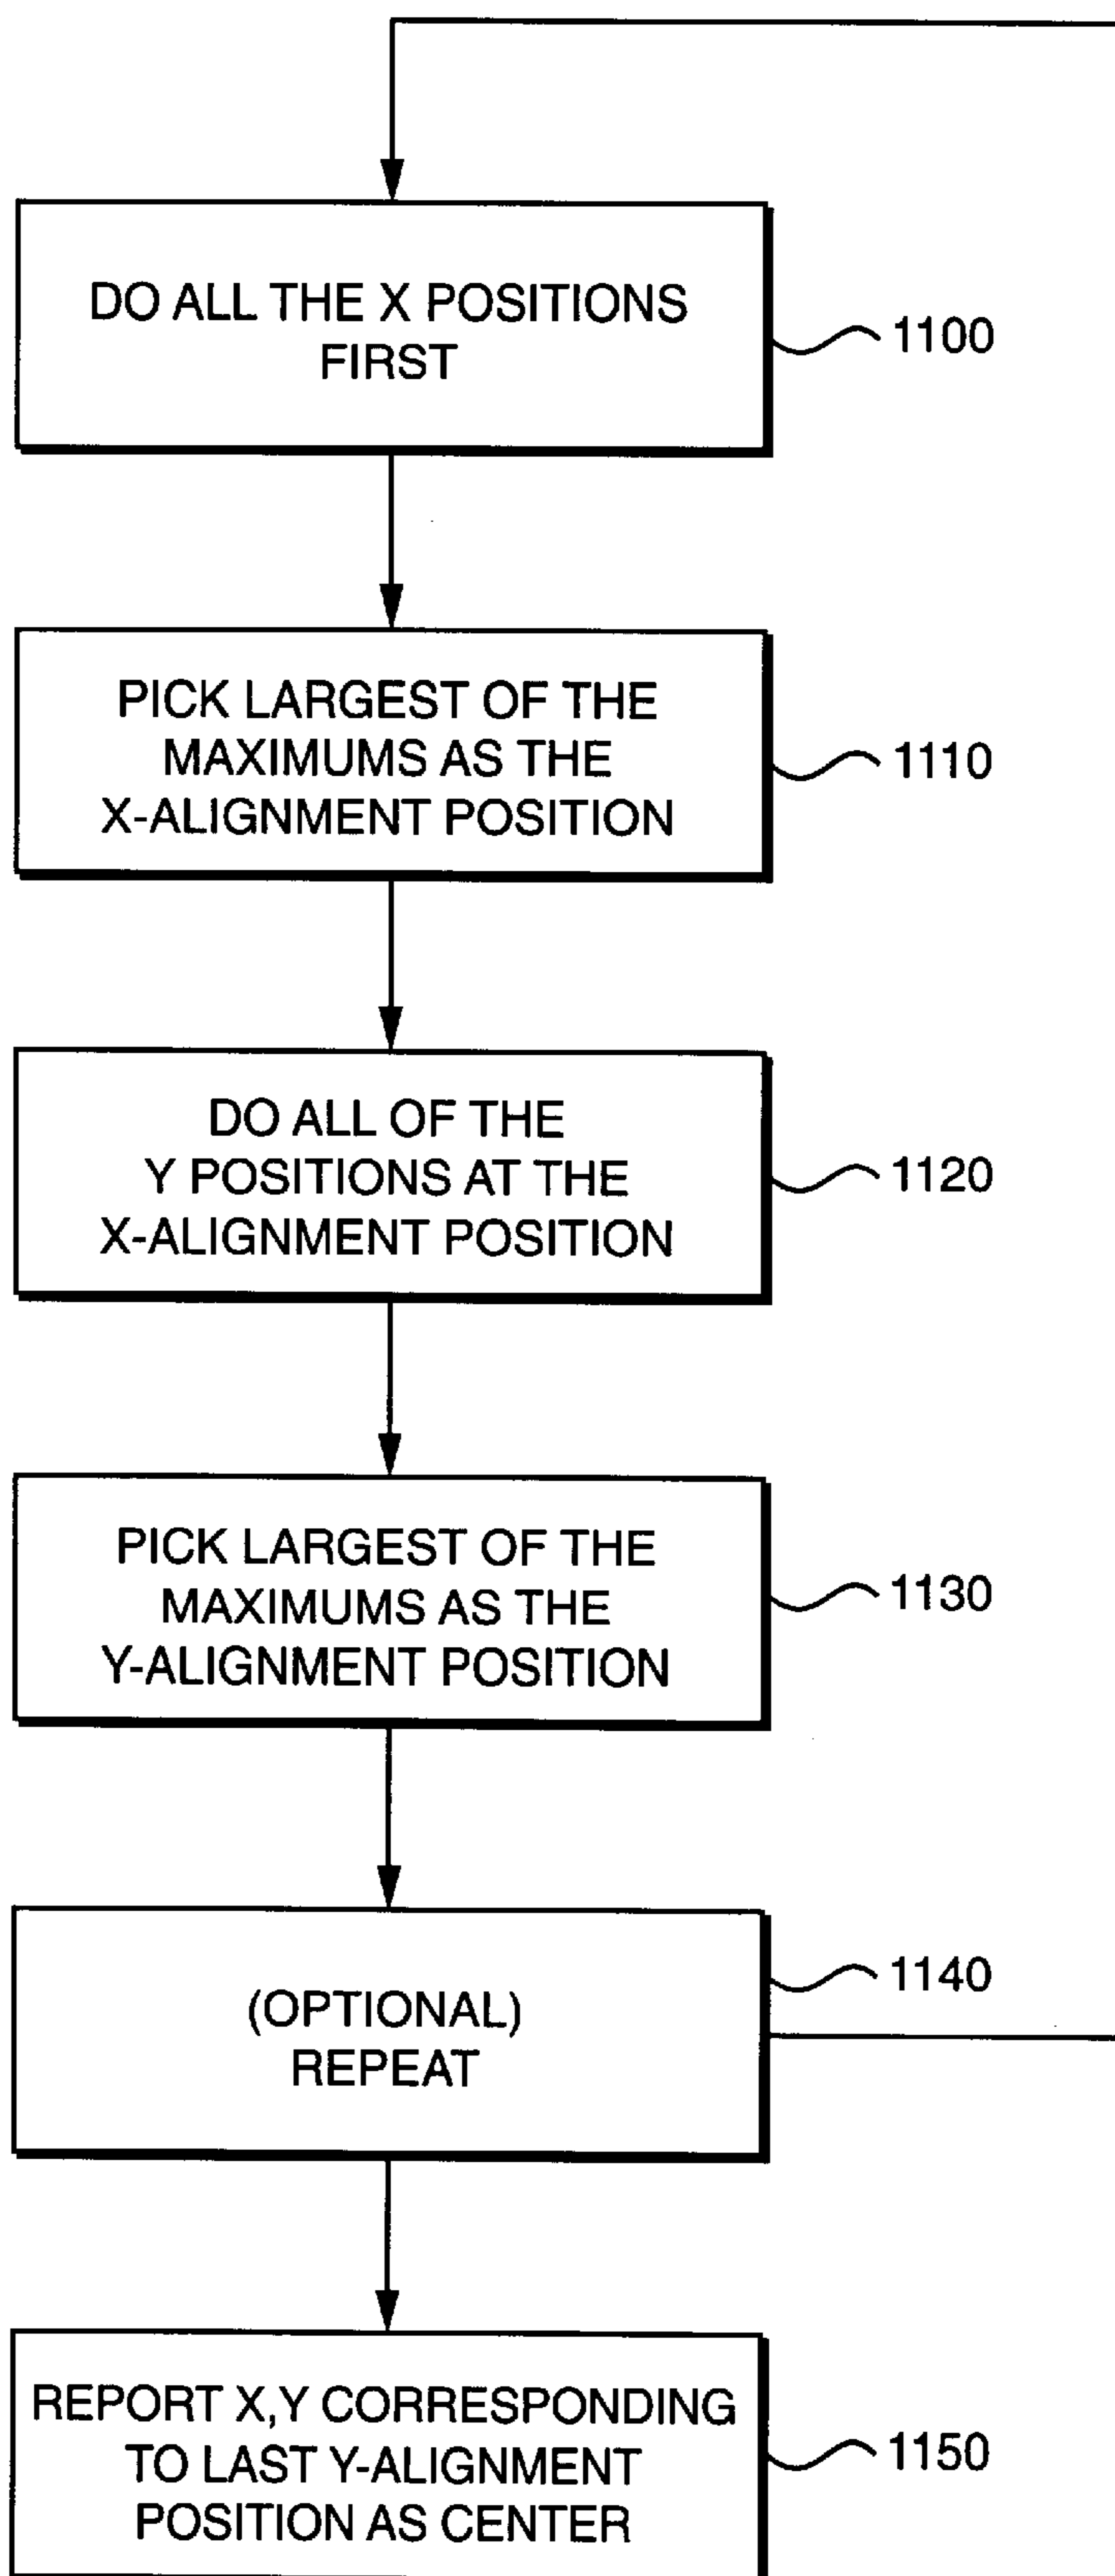 DO ALL THE X POSITIONS
FIRST
1100
PICK LARGEST OF THE
MAXIMUMS AS THE
X-ALIGNMENT POSITION
1110
DO ALL OF THE
Y POSITIONS AT THE
X-ALIGNMENT POSITION
1120
PICK LARGEST OF THE
MAXIMUMS AS THE
Y-ALIGNMENT POSITION
1130
(OPTIONAL)
REPEAT
1140
REPORT X,Y CORRESPONDING
TO LAST Y-ALIGNMENT
POSITION AS CENTER
1150